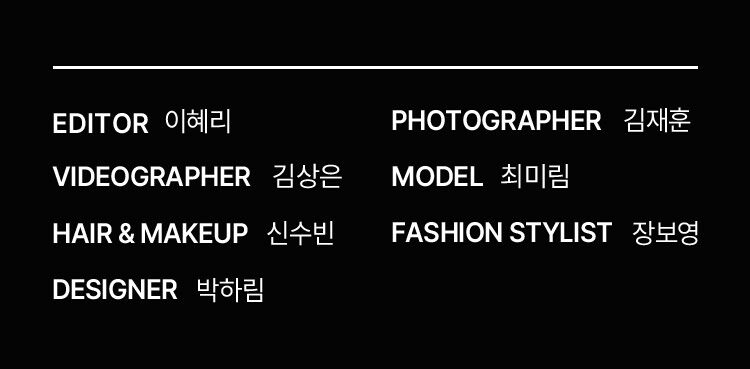 EDITOR 이혜리
PHOTOGRAPHER 김재훈
VIDEOGRAPHER 김상은
MODEL 최미림
HAIR & MAKEUP 신수빈
FASHION STYLIST 장보영
DESIGNER 박하림